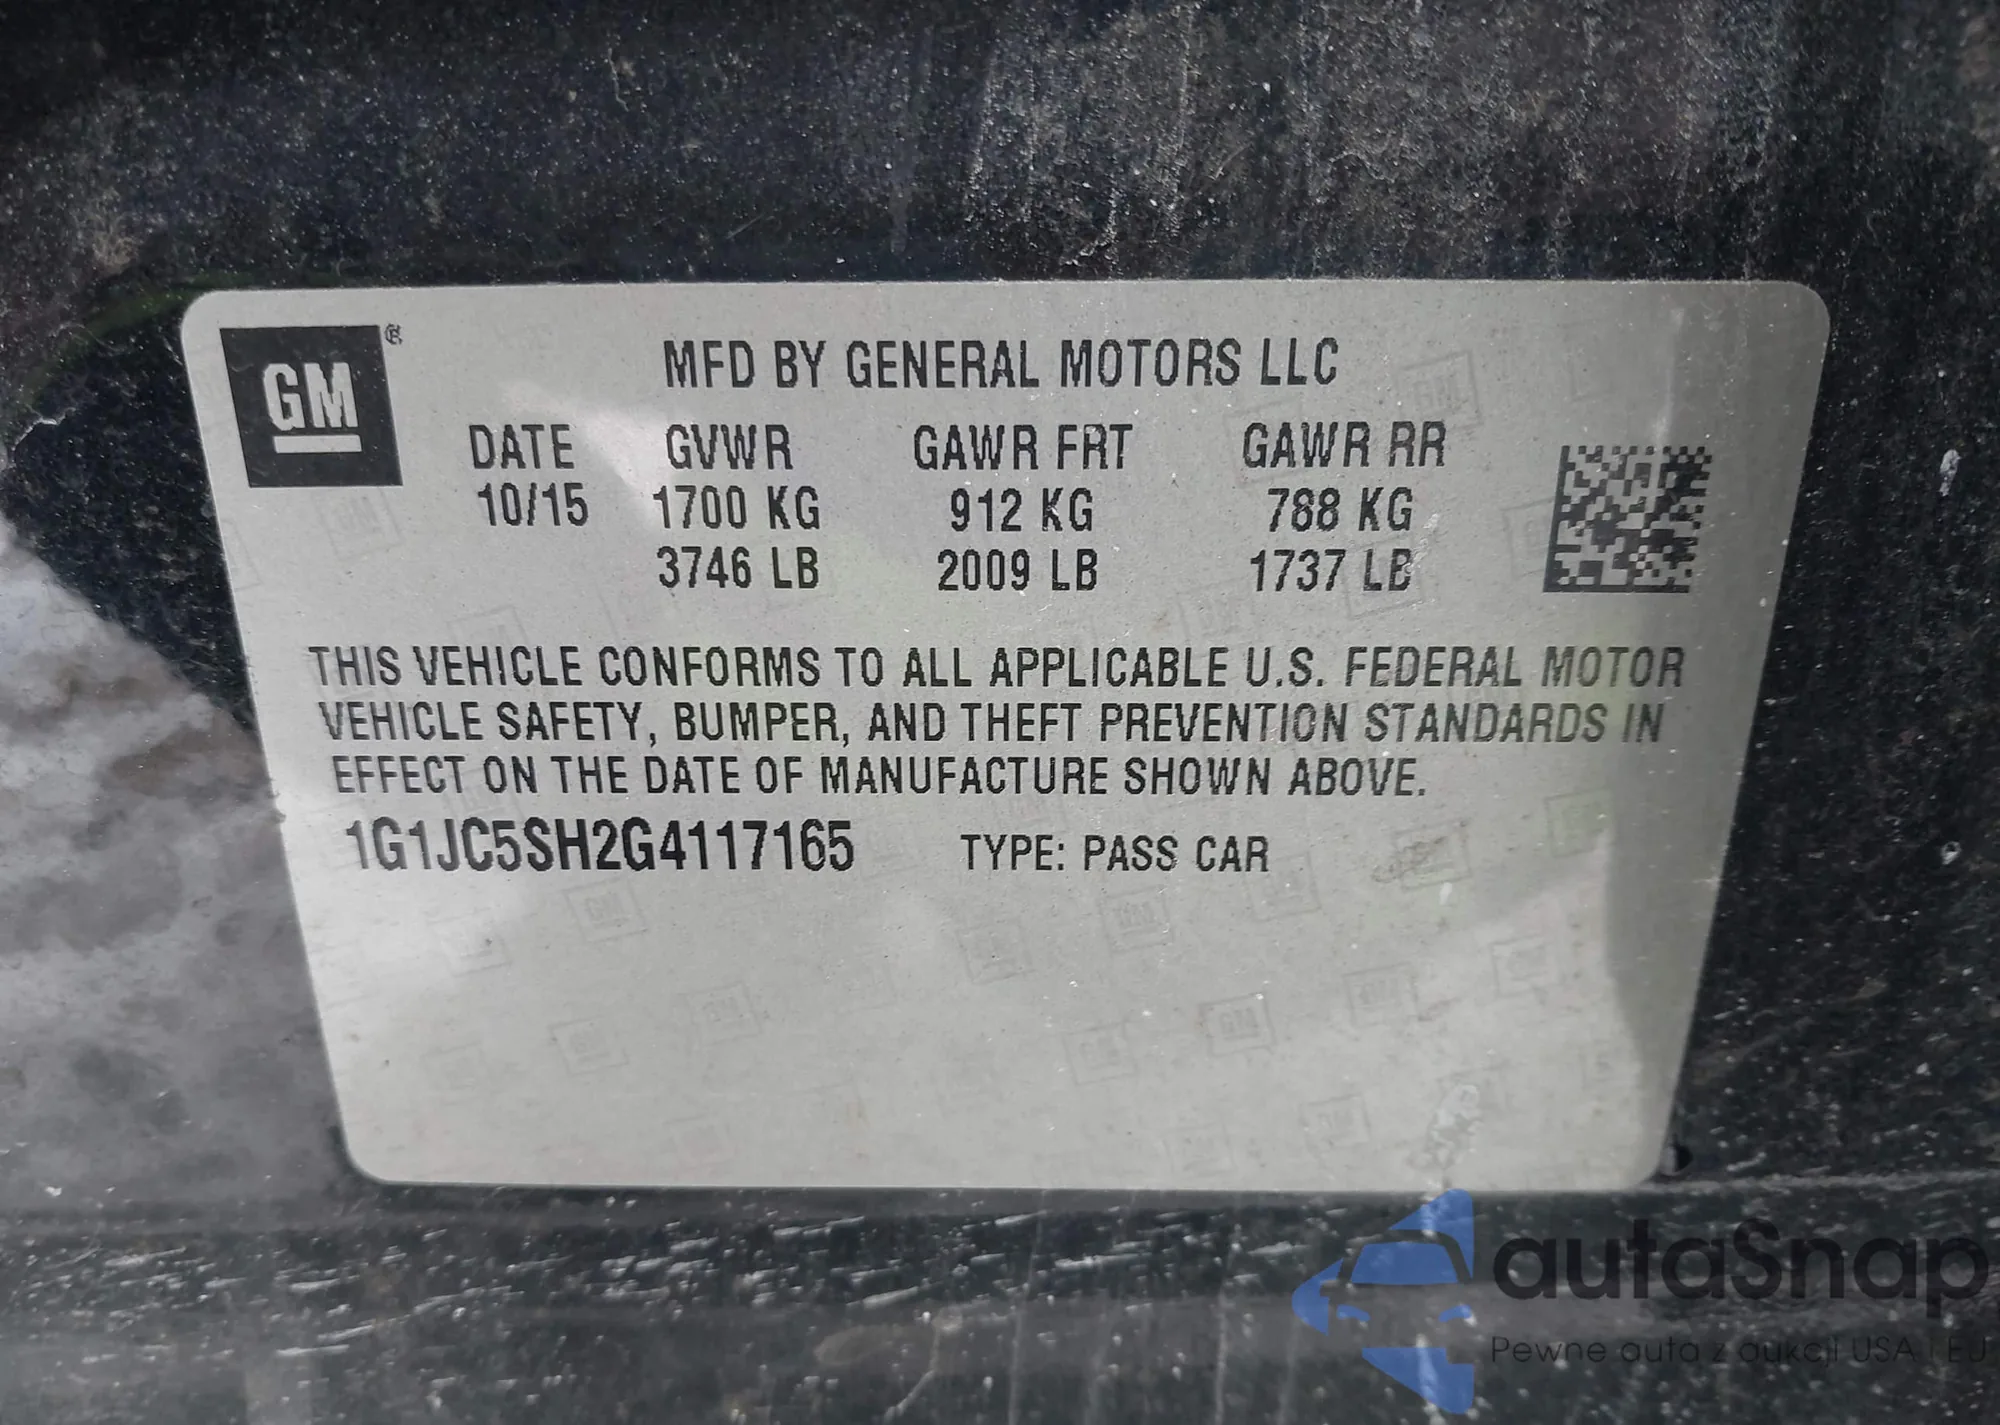 GM
MFD BY GENERAL MOTORS LLC
DATE GVWR GAWR FRT GAWR RR
10/15 1700 KG 912 KG 788 KG
3746 LB 2009 LB 1737 LB
THIS VEHICLE CONFORMS TO ALL APPLICABLE U.S. FEDERAL MOTOR
VEHICLE SAFETY, BUMPER, AND THEFT PREVENTION STANDARDS IN
EFFECT ON THE DATE OF MANUFACTURE SHOWN ABOVE.
1G1JC5SH2G4117165 TYPE: PASS CAR
autaSnap
Pewne auta z aukcji USA i EU